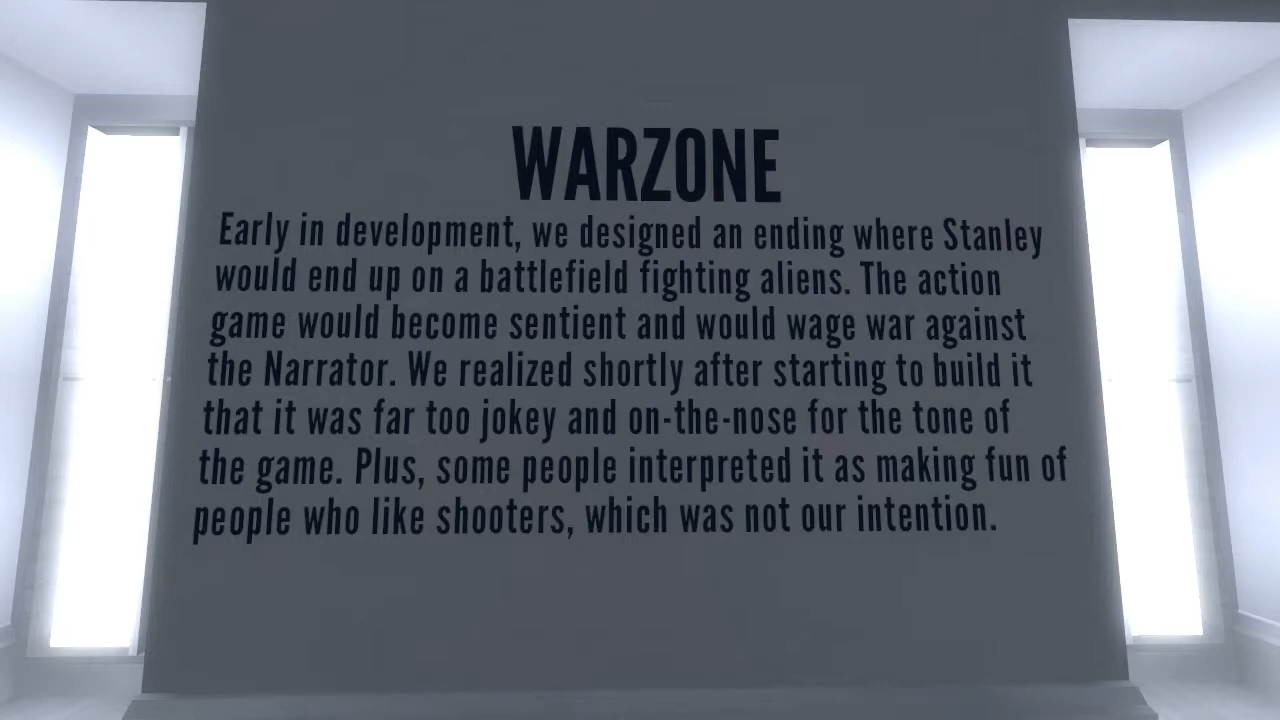 WARZONE
Early in development, we designed an ending where Stanley
would end up on a battlefield fighting aliens. The action
game would become sentient and would wage war against
the Narrator. We realized shortly after starting to build it
that it was far too jokey and on-the-nose for the tone of
the game. Plus, some people interpreted it as making fun of
people who like shooters, which was not our intention.